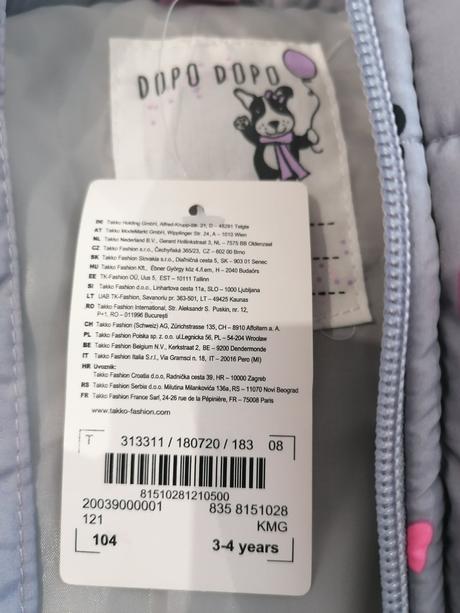 DOPO DOPO
DE Takko Holding GmbH, Alfred-Krupp-Str. 21, D – 48291 Telgte
AT Takko ModeMarkt GmbH, Wipplinger Str. 24, A – 1010 Wien
NL Takko Nederland B.V., Gerard Hollinkstraat 3, NL – 7575 BB Oldenzaal
CZ Takko Fashion s.r.o., Čechyňská 365/23, CZ – 602 00 Brno
SK Takko Fashion Slovakia s.r.o., Diaľničná cesta 5, SK – 903 01 Senec
HU Takko Fashion Kft., Ébner György köz 4.fl.em, H – 2040 Budaörs
EE TK-Fashion OÜ, Uus 5, EST – 10111 Tallinn
SI Takko Fashion d.o.o., Linhartova cesta 11a, SLO – 1000 Ljubljana
LT UAB TK-Fashion, Savanoriu pr. 363-501, LT – 49425 Kaunas
RO Takko Fashion International, Str. Aleksandr S. Puskin, nr. 12,
P+1, RO – 011996 București
CH Takko Fashion (Schweiz) AG, Zürichstrasse 135, CH – 8910 Affoltern a. A.
PL Takko Fashion Polska Sp. z o.o. ul.Legnicka 56, PL – 54-204 Wrocław
BE Takko Fashion Belgium N.V., Kerkstraat 2, BE – 9200 Dendermonde
IT Takko Fashion Italia S.r.l., Via Gramsci n. 18, IT – 20016 Pero (MI)
HR Uvoznik:
Takko Fashion Croatia d.o.o, Radnička cesta 39, HR – 10000 Zagreb
RS Takko Fashion Serbia d.o.o. Milutina Milankovića 136a, RS – 11070 Novi Beograd
FR Takko Fashion France Sarl, 24-26 rue de la Pépinière, FR – 75008 Paris
www.takko-fashion.com
T 313311 / 180720 / 183 08
81510281210500
20039000001 835 8151028
121 KMG
104 3-4 years